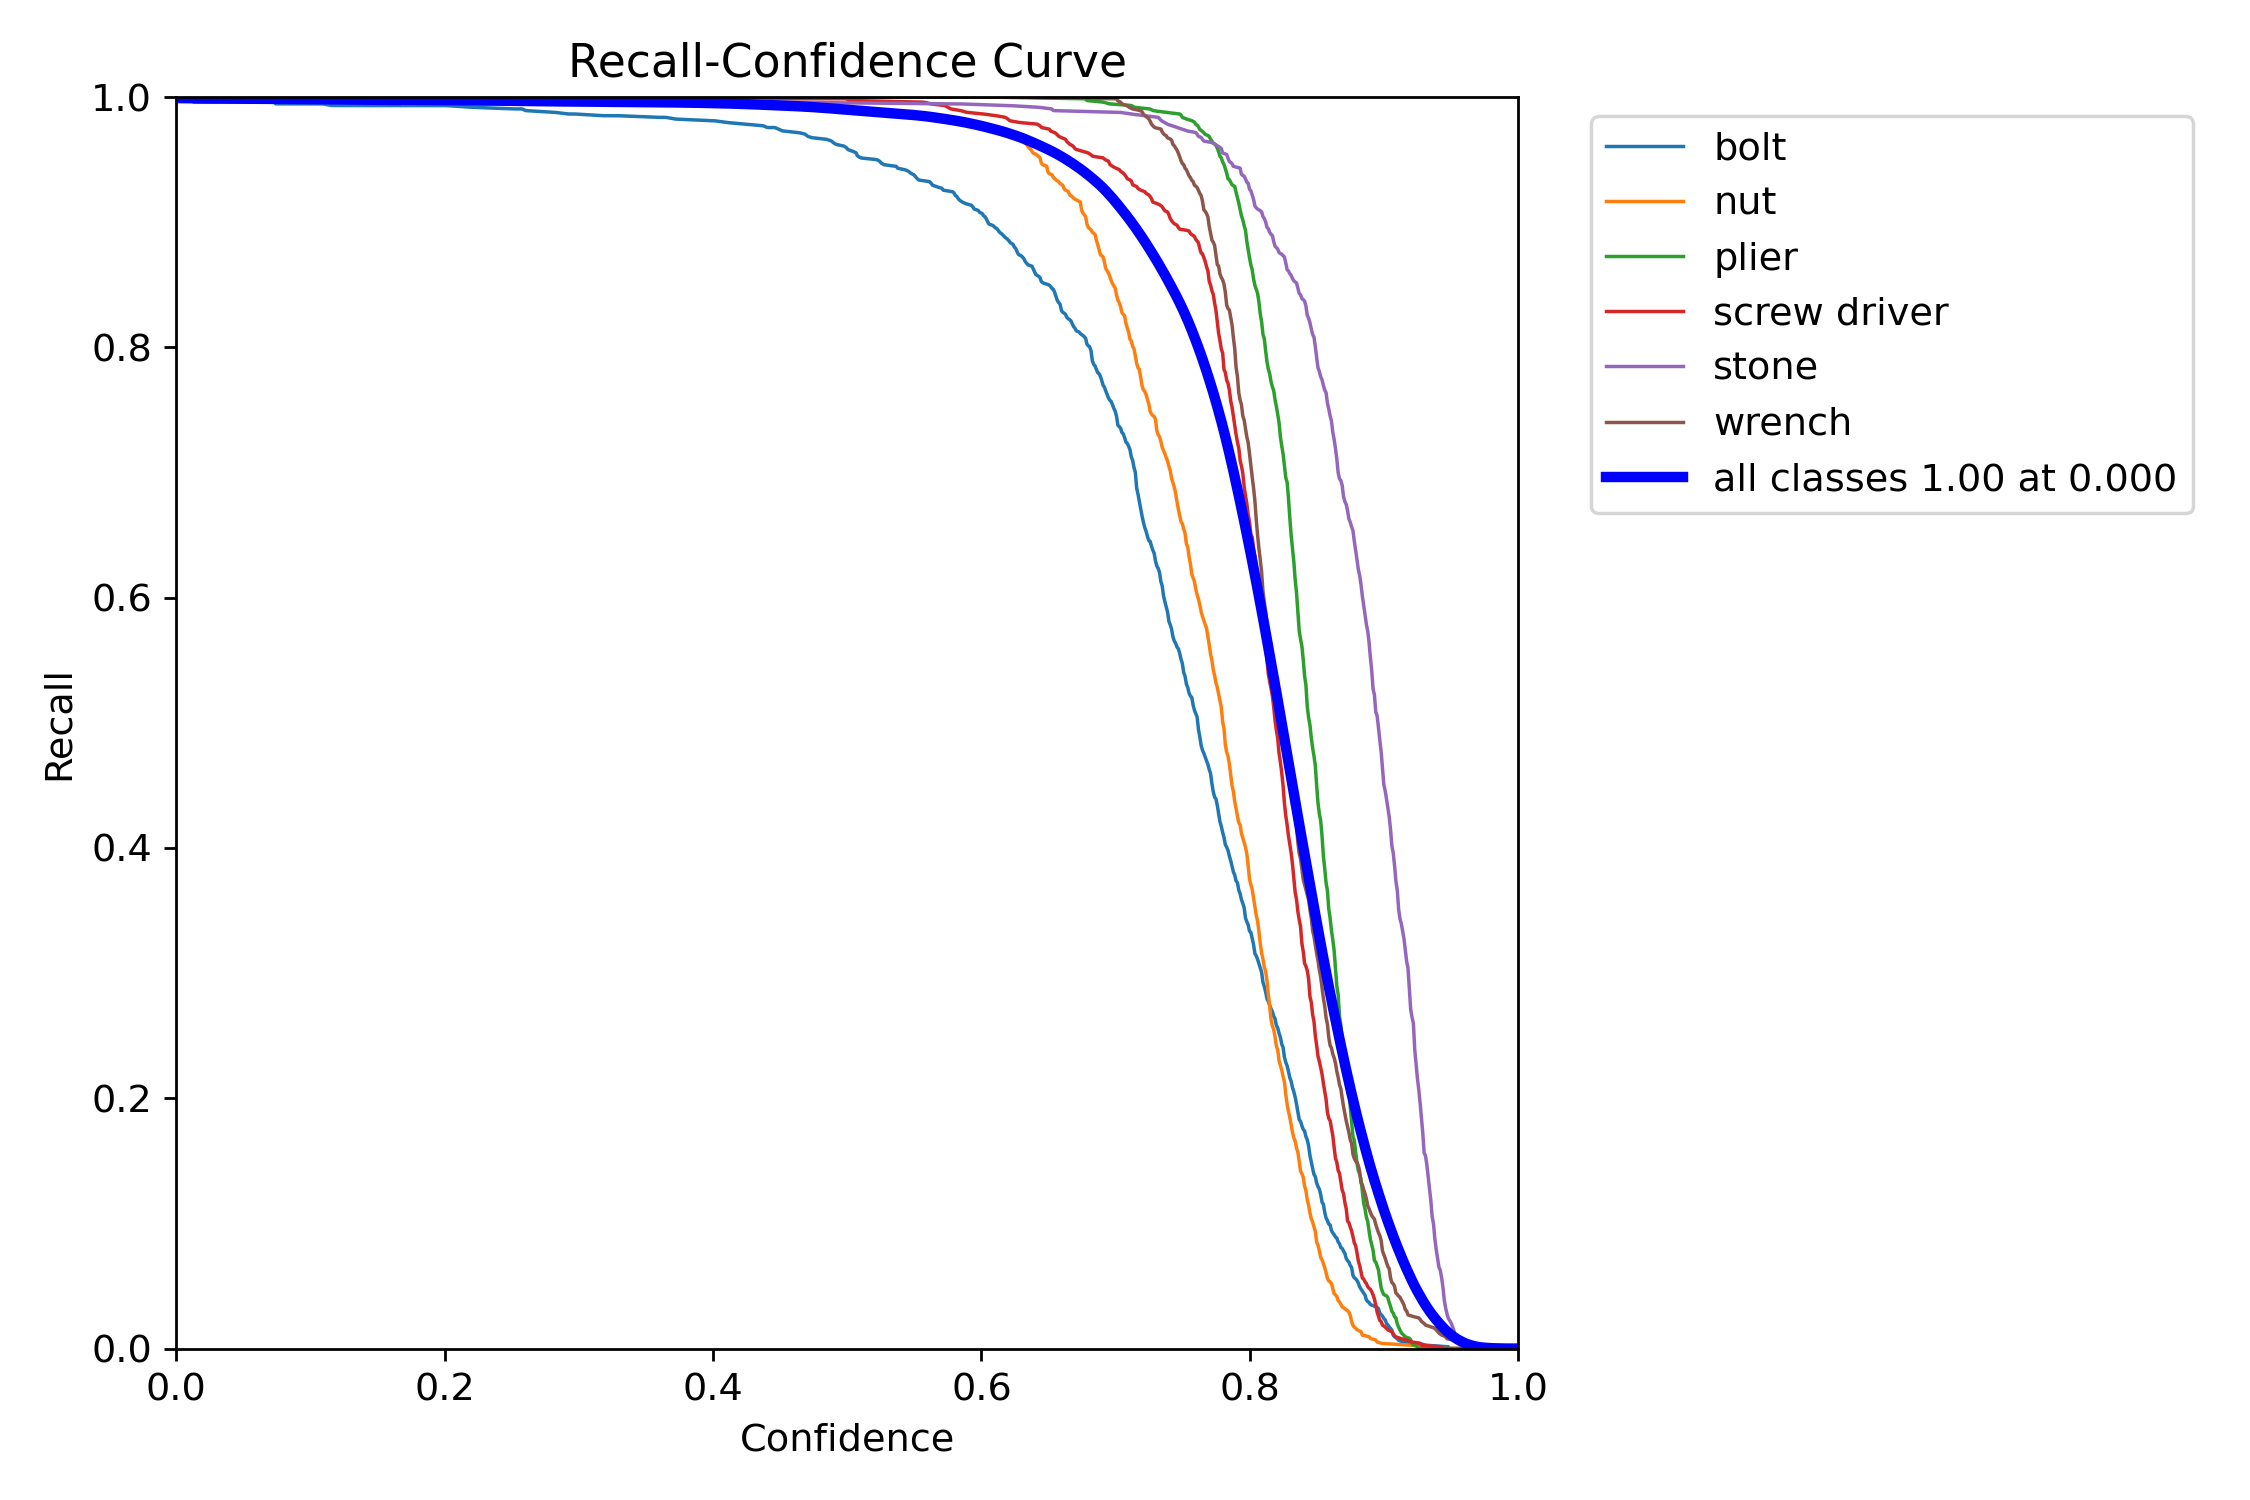 Recall-Confidence Curve
1.0
0.8
0.6
0.4
0.2
0.0
Recall
0.0 0.2 0.4 0.6 0.8 1.0
Confidence
bolt
nut
plier
screw driver
stone
wrench
all classes 1.00 at 0.000